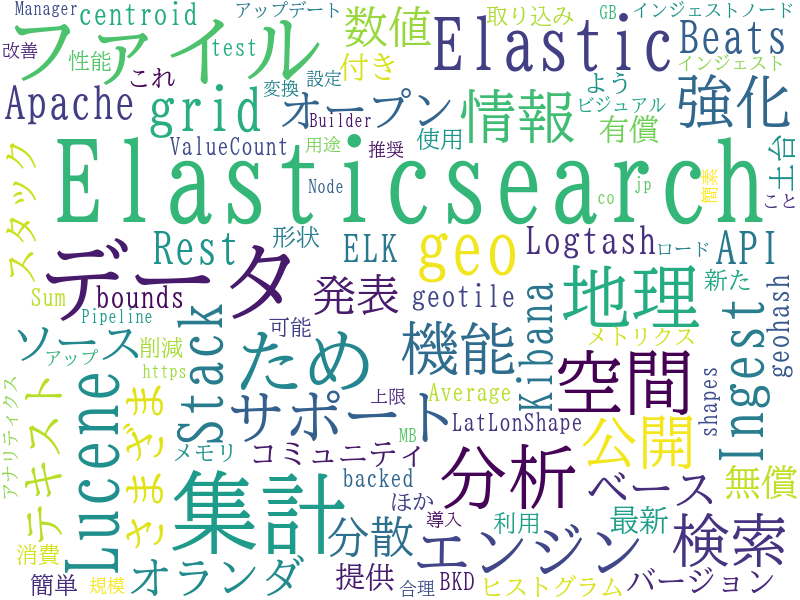 Manager
centroid
アップデート
取り込み
GB
インジェストノード
改善
ファイル
性能
test
これ
数値
付き
Elastic
Beats
インジェスト
変換
設定
よう
ビジュアル
Apache
grid
オープン
Builder
情報
有償
強化
ValueCount
用途
推奨
使用
土台
スタック
Elasticsearch
Node
co
jp
簡素
こと
Rest
形状
ELK
geo
Logtash
ロード
API
データ
Sum
bounds
発表
geotile
地理
新た
geohash
Pipeline
可能
ソース
アップ
削減
https
Stack
ため
機能
Kibana
メトリクス
空間
Ingest
上限
Average
アナリティクス
テキスト
Lucene
さまざま
サポート
LatLonShape
shapes
MB
メモリ
コミュニティ
公開
集計
backed
分析
ベース
無償
ほか
消費
分散
導入
利用
最新
検索
エンジン
簡単
規模
オランダ
提供
合理
BKD
ヒストグラム
バージョン